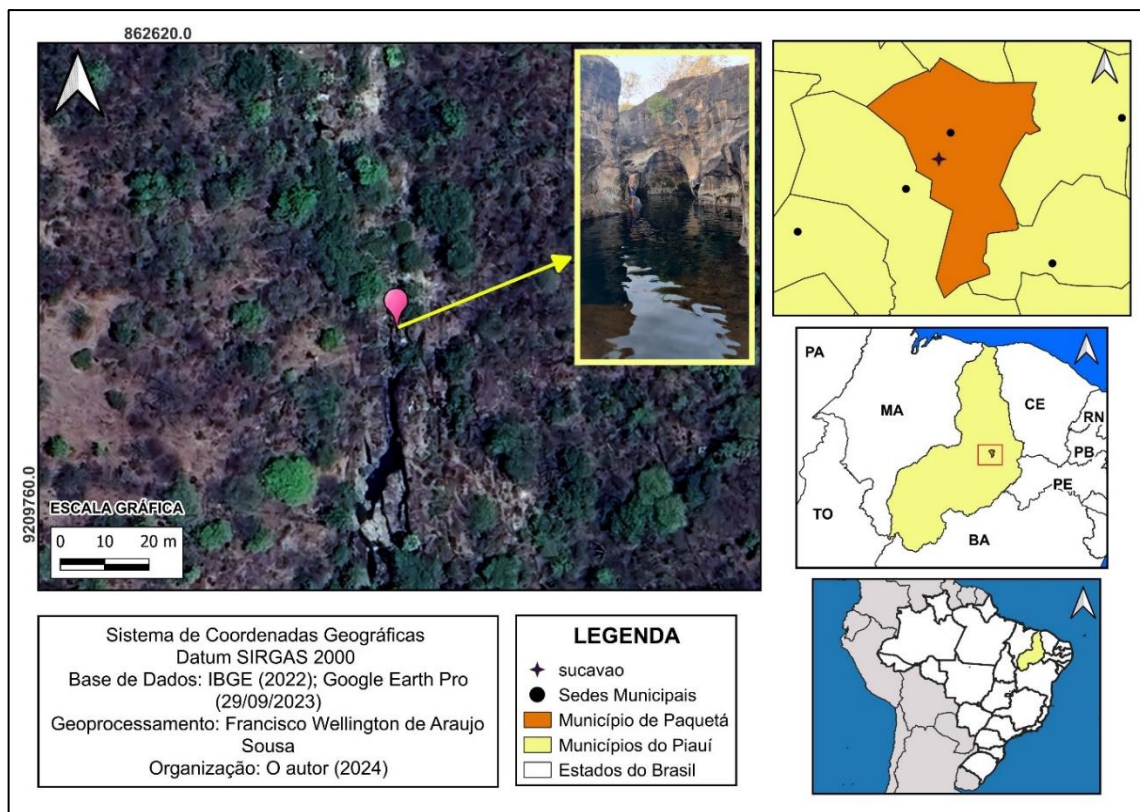 862620.0
9209760.0
ESCALA GRÁFICA
0 10 20 m
PA
MA
CE
RN
PB
PE
TO
BA
Sistema de Coordenadas Geográficas
Datum SIRGAS 2000
Base de Dados: IBGE (2022); Google Earth Pro
(29/09/2023)
Geoprocessamento: Francisco Wellington de Araujo
Sousa
Organização: O autor (2024)
LEGENDA
sucavao
Sedes Municipais
Município de Paquetá
Municípios do Piauí
Estados do Brasil